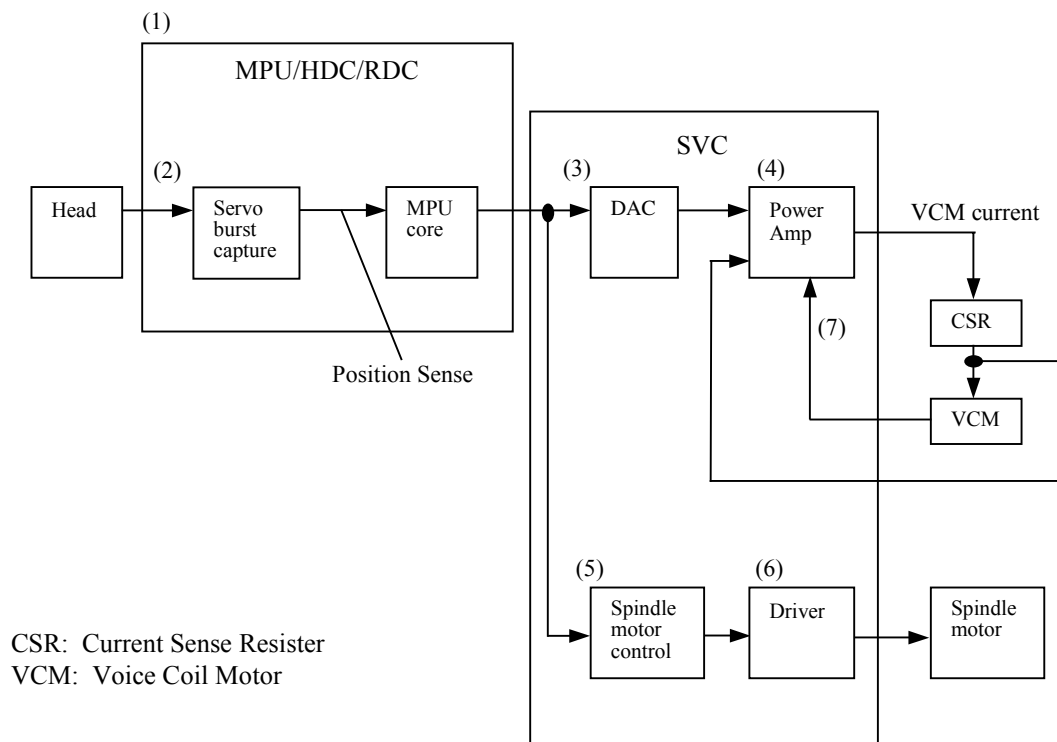 (1)
MPU/HDC/RDC
SVC
(2)
(3)
(4)
Head
Servo
burst
capture
MPU
core
DAC
Power
Amp
VCM current
(7)
CSR
Position Sense
VCM
(5)
(6)
Spindle
motor
control
Driver
Spindle
motor
CSR: Current Sense Resister
VCM: Voice Coil Motor